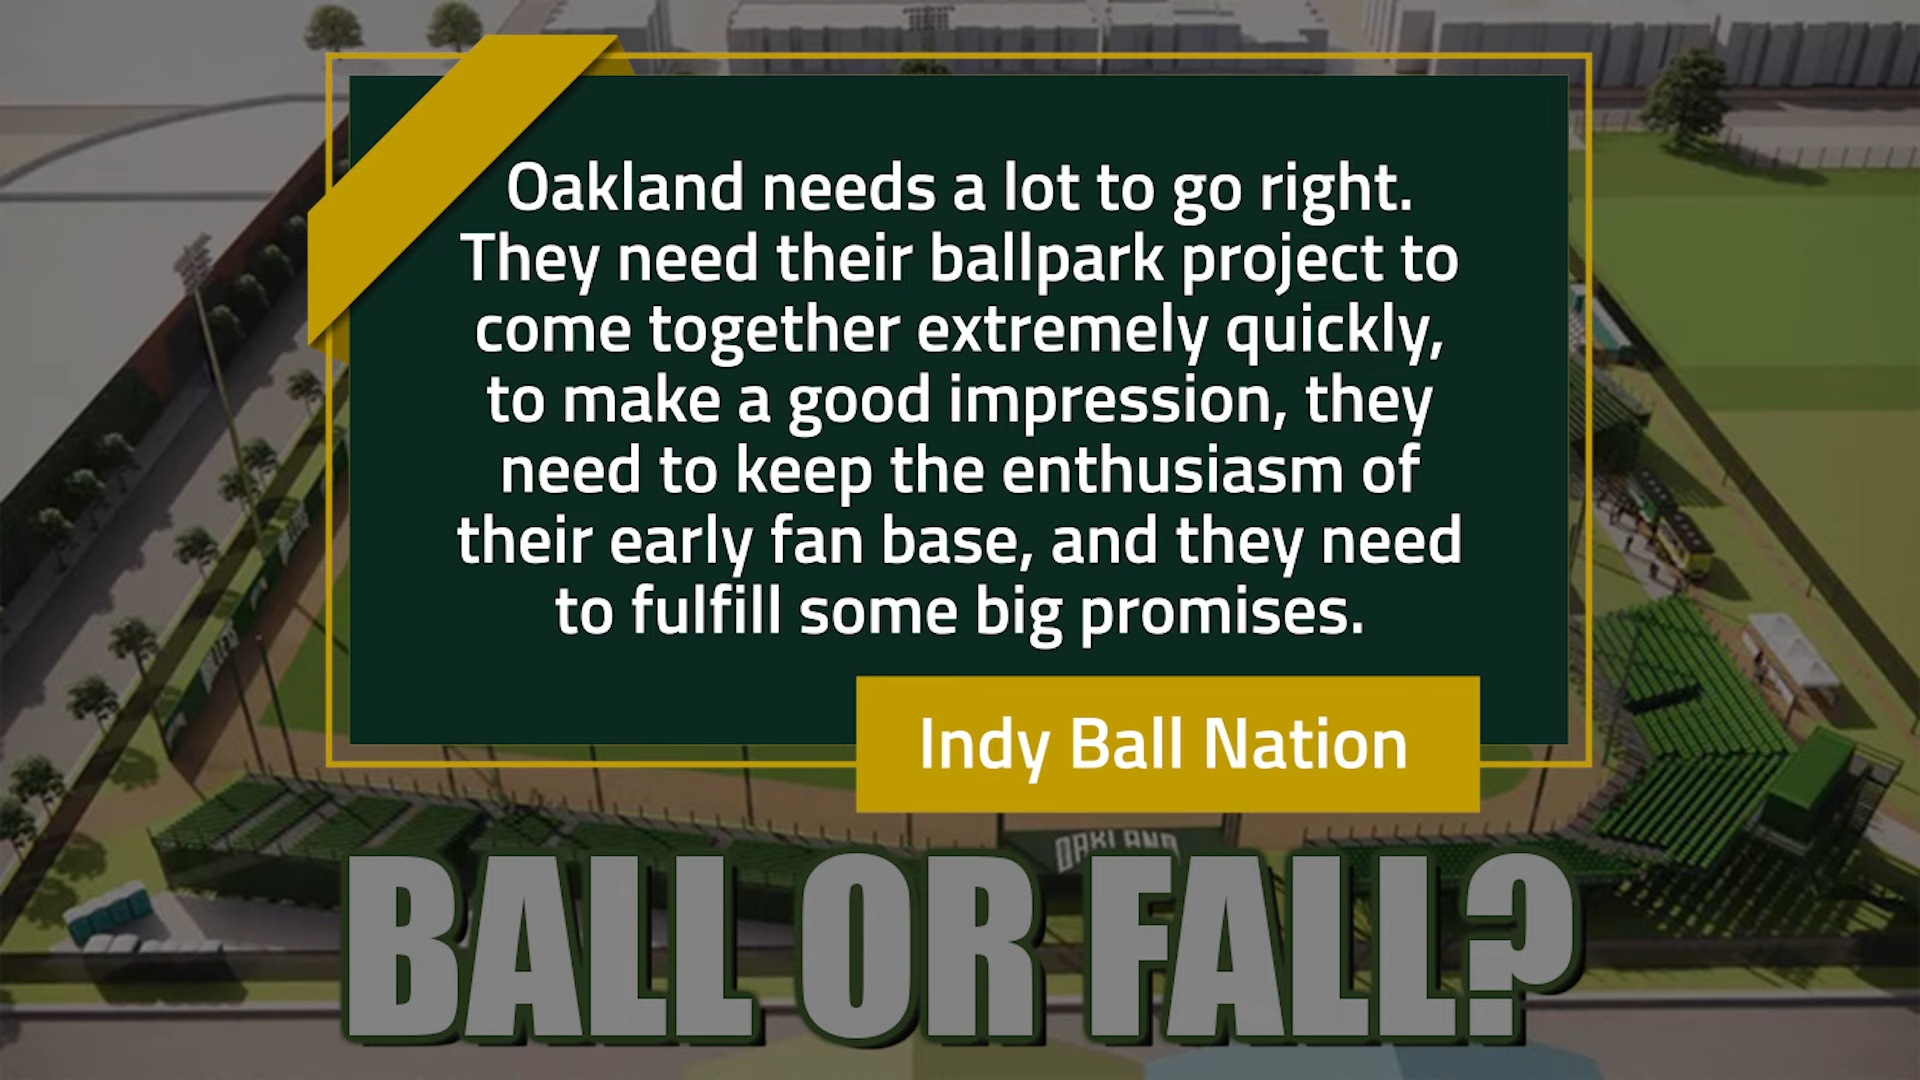 Oakland needs a lot to go right.
They need their ballpark project to
come together extremely quickly,
to make a good impression, they
need to keep the enthusiasm of
their early fan base, and they need
to fulfill some big promises.
Indy Ball Nation
OAKLAND
BALL OR FALL?